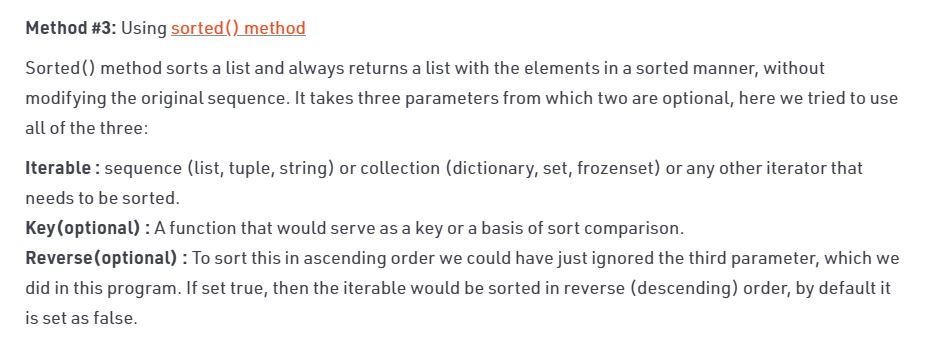 Method #3: Using sorted() method
Sorted() method sorts a list and always returns a list with the elements in a sorted manner, without
modifying the original sequence. It takes three parameters from which two are optional, here we tried to use
all of the three:
Iterable : sequence (list, tuple, string) or collection (dictionary, set, frozenset) or any other iterator that
needs to be sorted.
Key(optional) : A function that would serve as a key or a basis of sort comparison.
Reverse(optional) : To sort this in ascending order we could have just ignored the third parameter, which we
did in this program. If set true, then the iterable would be sorted in reverse (descending) order, by default it
is set as false.